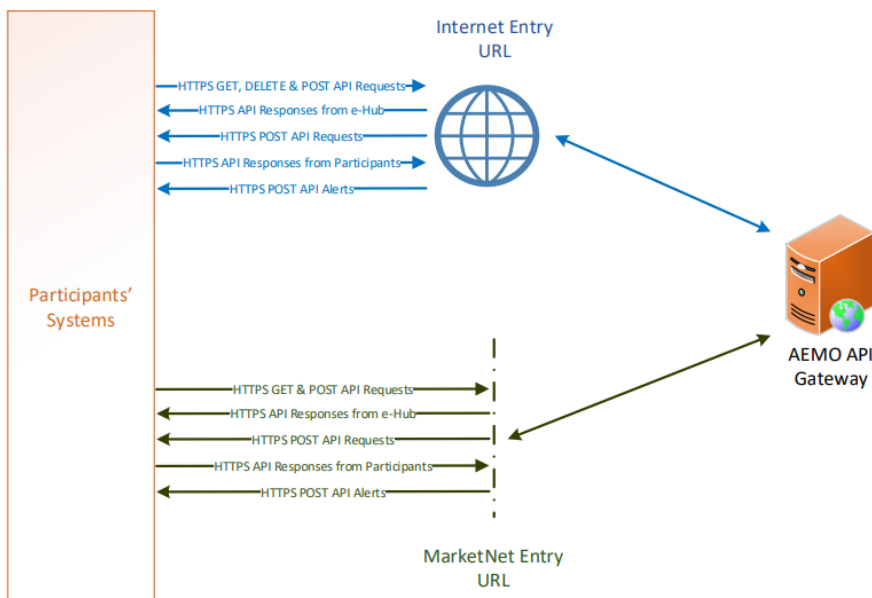 Internet Entry
URL
HTTPS GET, DELETE & POST API Requests
HTTPS API Responses from e-Hub
HTTPS POST API Requests
HTTPS API Responses from Participants
HTTPS POST API Alerts
Participants'
Systems
AEMO API
Gateway
HTTPS GET & POST API Requests
HTTPS API Responses from e-Hub
HTTPS POST API Requests
HTTPS API Responses from Participants
HTTPS POST API Alerts
MarketNet Entry
URL